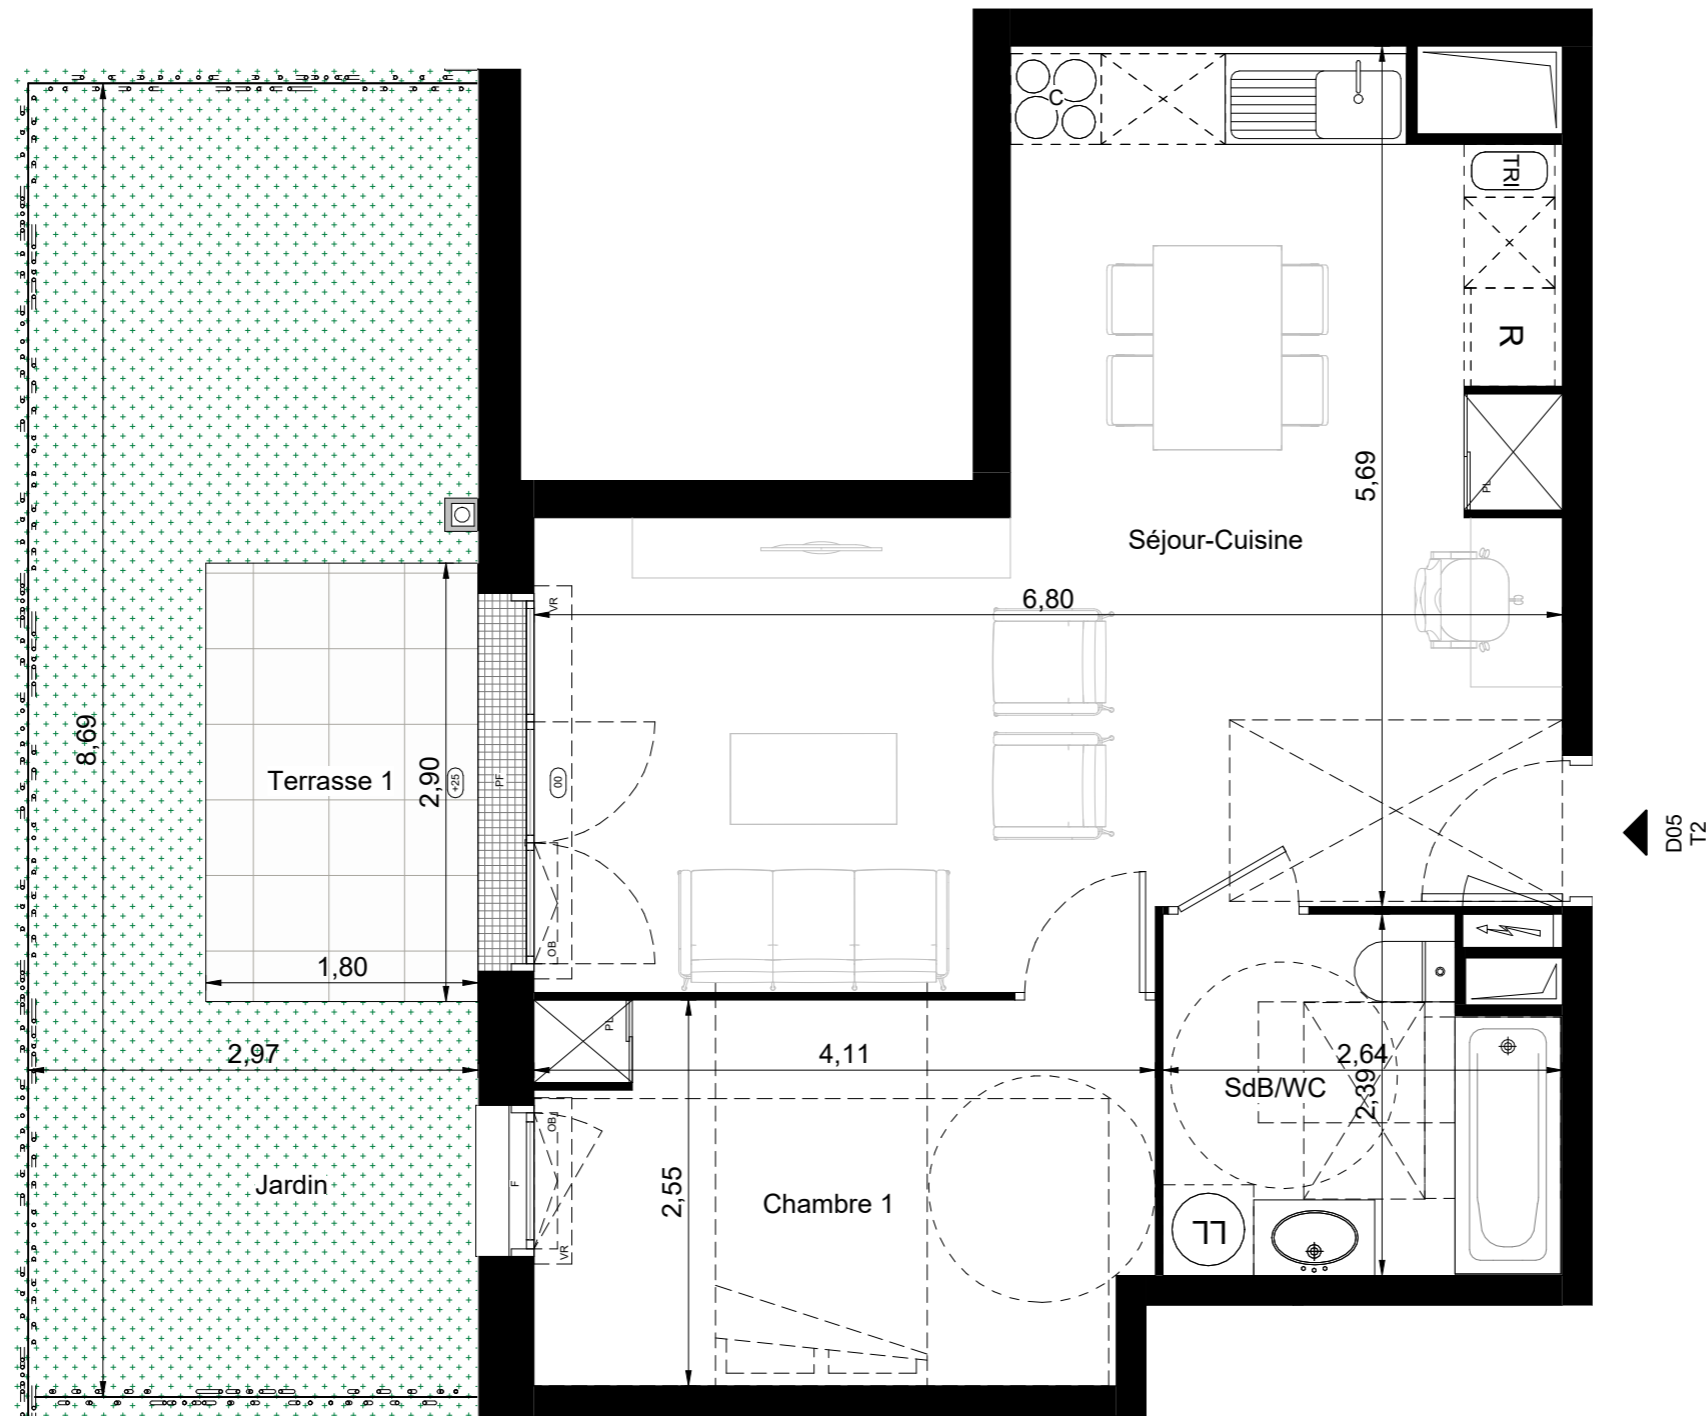 C
TRI
R
PL
5,69
Séjour-Cuisine
VR
6,80
8,69
Terrasse 1
2,90
+25
PF
00
D05
T2
OB
1,80
PL
2,97
4,11
2,64
SdB/WC
2,39
OB
F
Jardin
2,55
Chambre 1
LL
VR